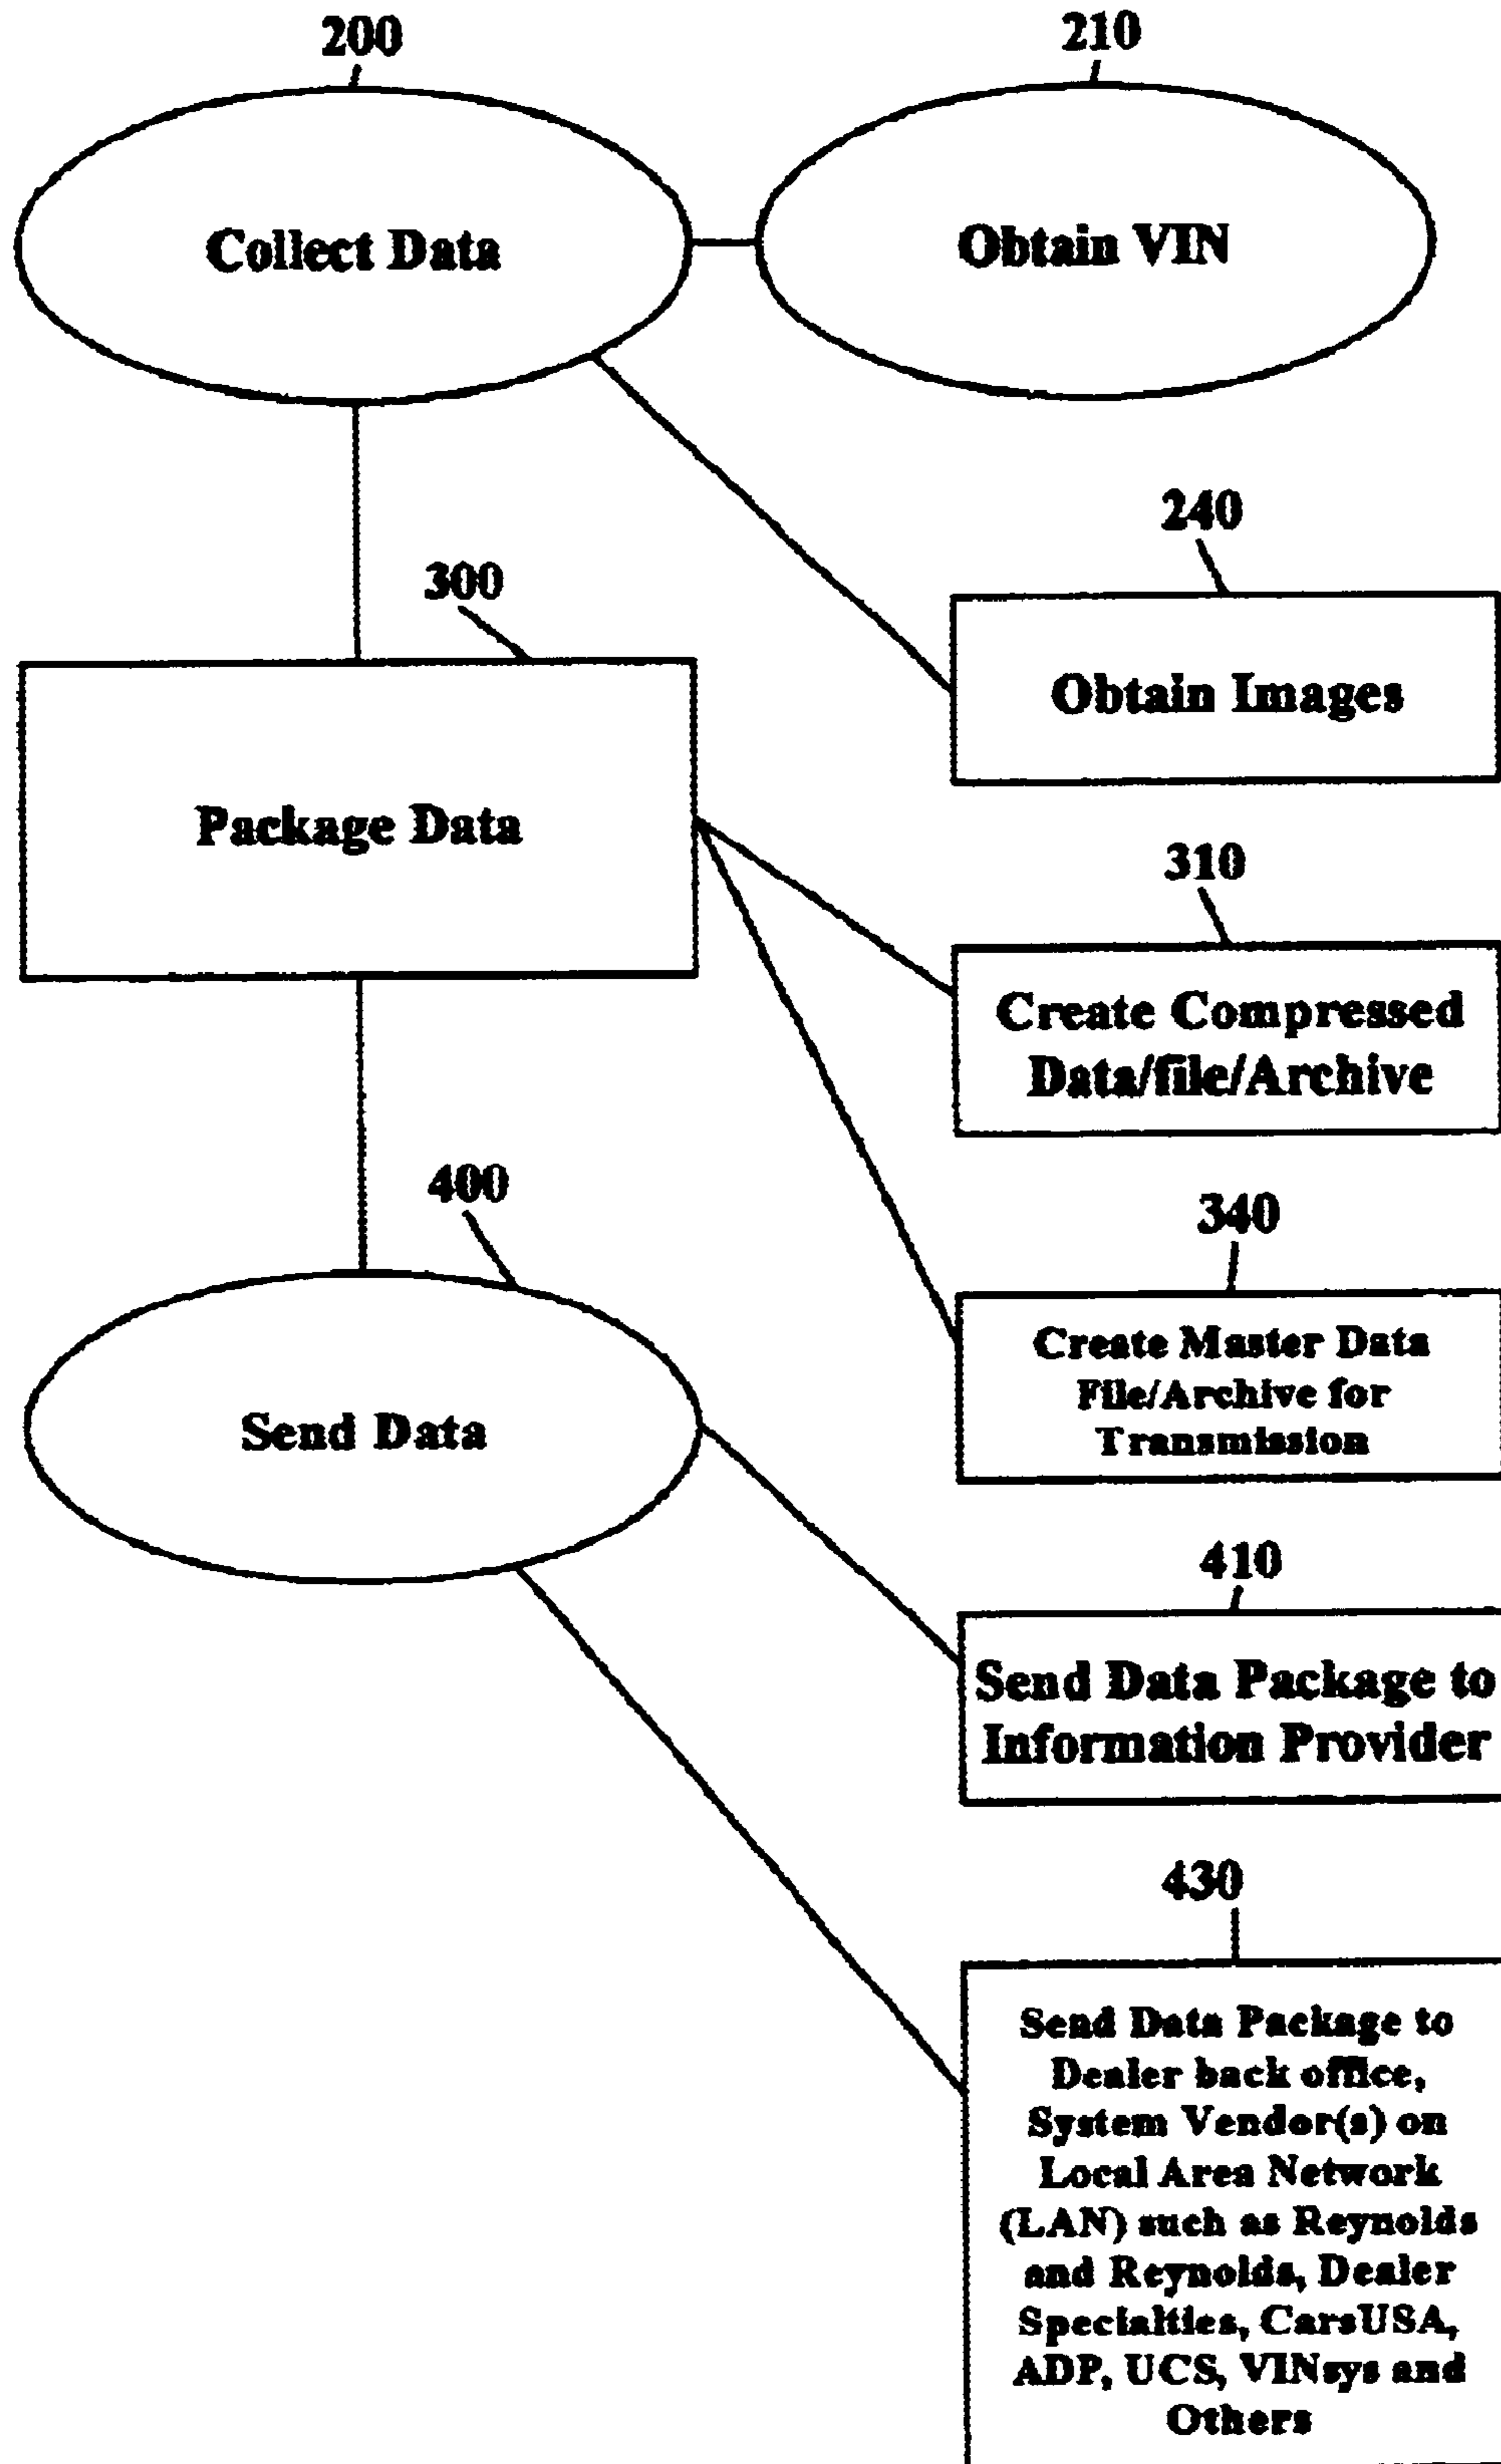 200
210
Collect Data
Obtain VIN
240
300
Obtain Images
Package Data
310
Create Compressed
Data/file/Archive
400
340
Create Master Data
File/Archive for
Transmission
Send Data
410
Send Data Package to
Information Provider
430
Send Data Package to
Dealer back office,
System Vendor(s) on
Local Area Network
(LAN) such as Reynolds
and Reynolds, Dealer
Specialties, CarsUSA,
ADP, UCS, VINsys and
Others